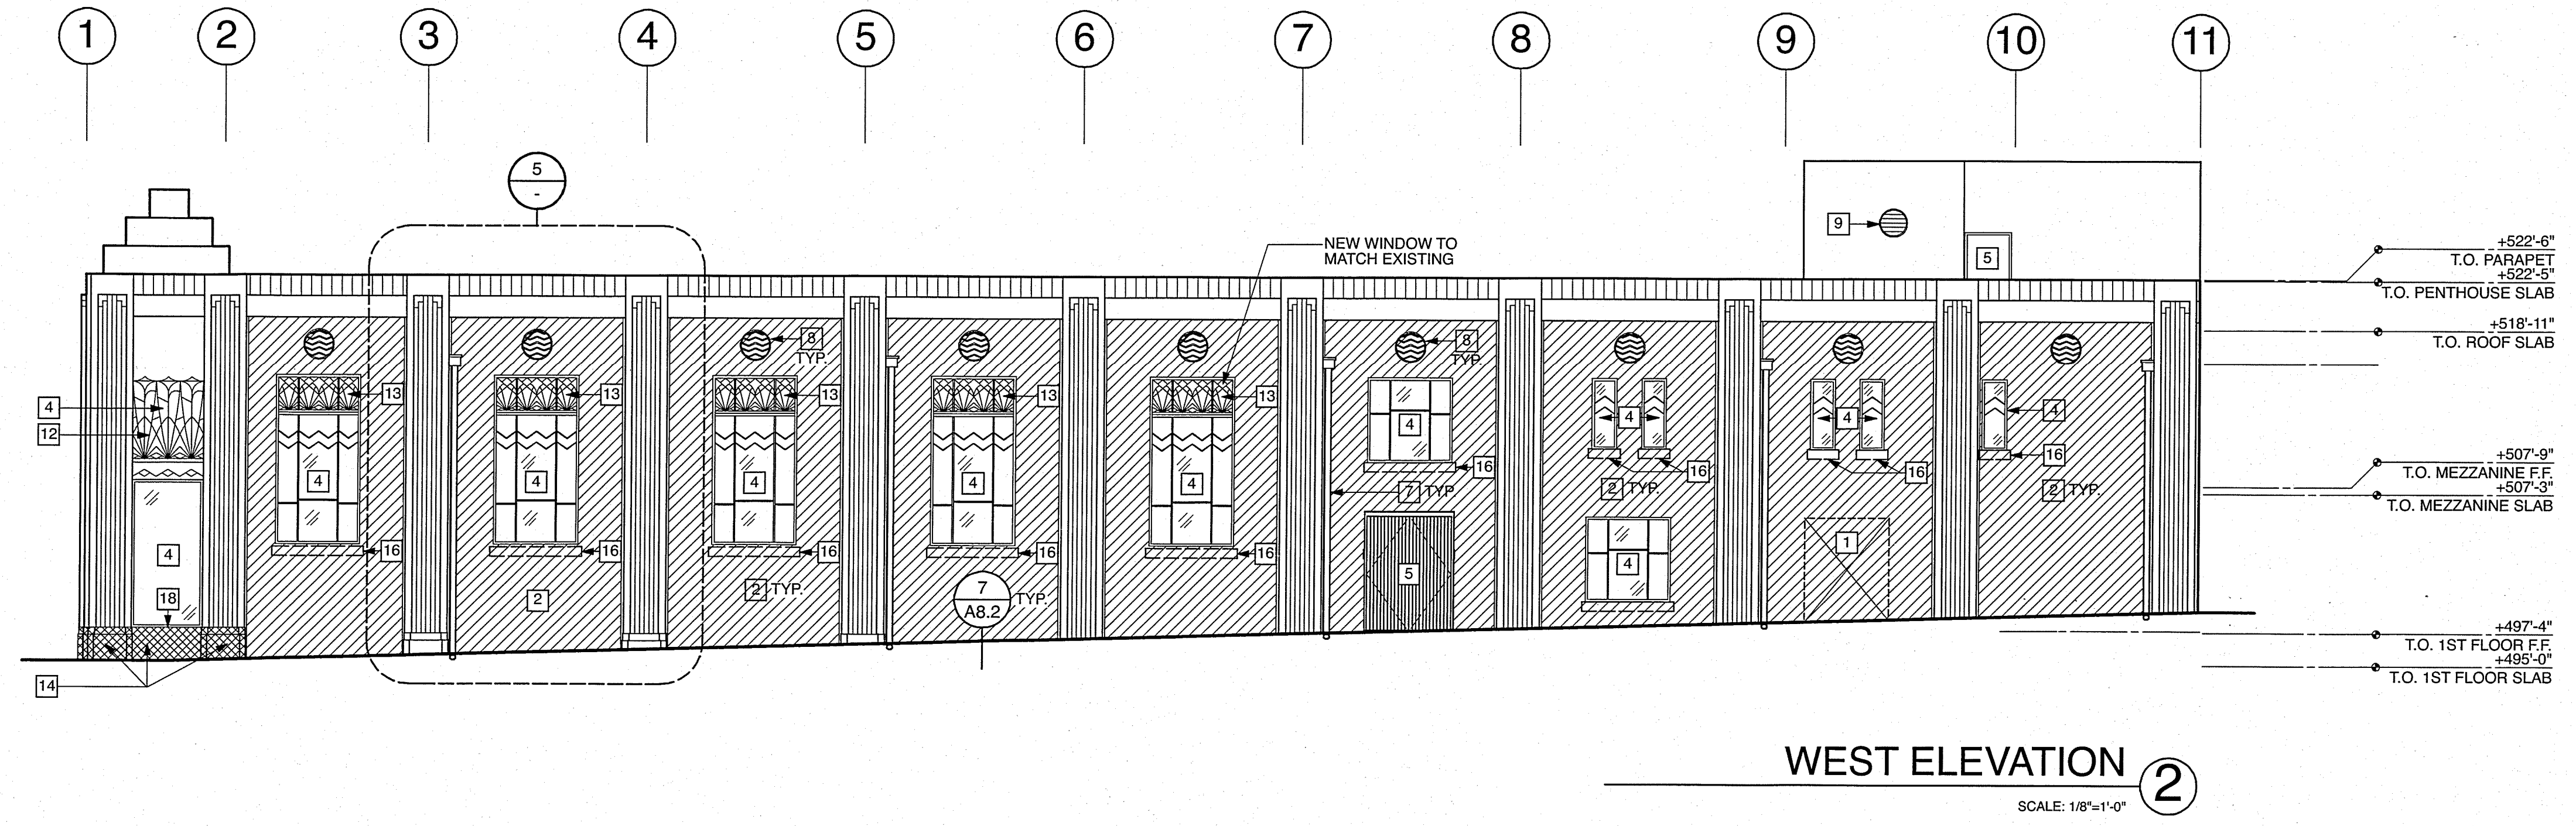 1 2 3 4 5 6 7 8 9 10 11
5
-
NEW WINDOW TO
MATCH EXISTING
9
5
+522'-6"
T.O. PARAPET
+522'-5"
T.O. PENTHOUSE SLAB
+518'-11"
T.O. ROOF SLAB
8
TYP.
8
TYP.
4
12
13
13
13
13
13
4
4
4
4
16
4
16
16
4
4
4
4
4
4
2 TYP.
7 TYP
2 TYP.
+507'-9"
T.O. MEZZANINE F.F.
+507'-3"
T.O. MEZZANINE SLAB
4
16
16
16
16
16
1
5
4
18
2
2 TYP.
7
A8.2
TYP.
14
+497'-4"
T.O. 1ST FLOOR F.F.
+495'-0"
T.O. 1ST FLOOR SLAB
WEST ELEVATION 2
SCALE: 1/8"=1'-0"